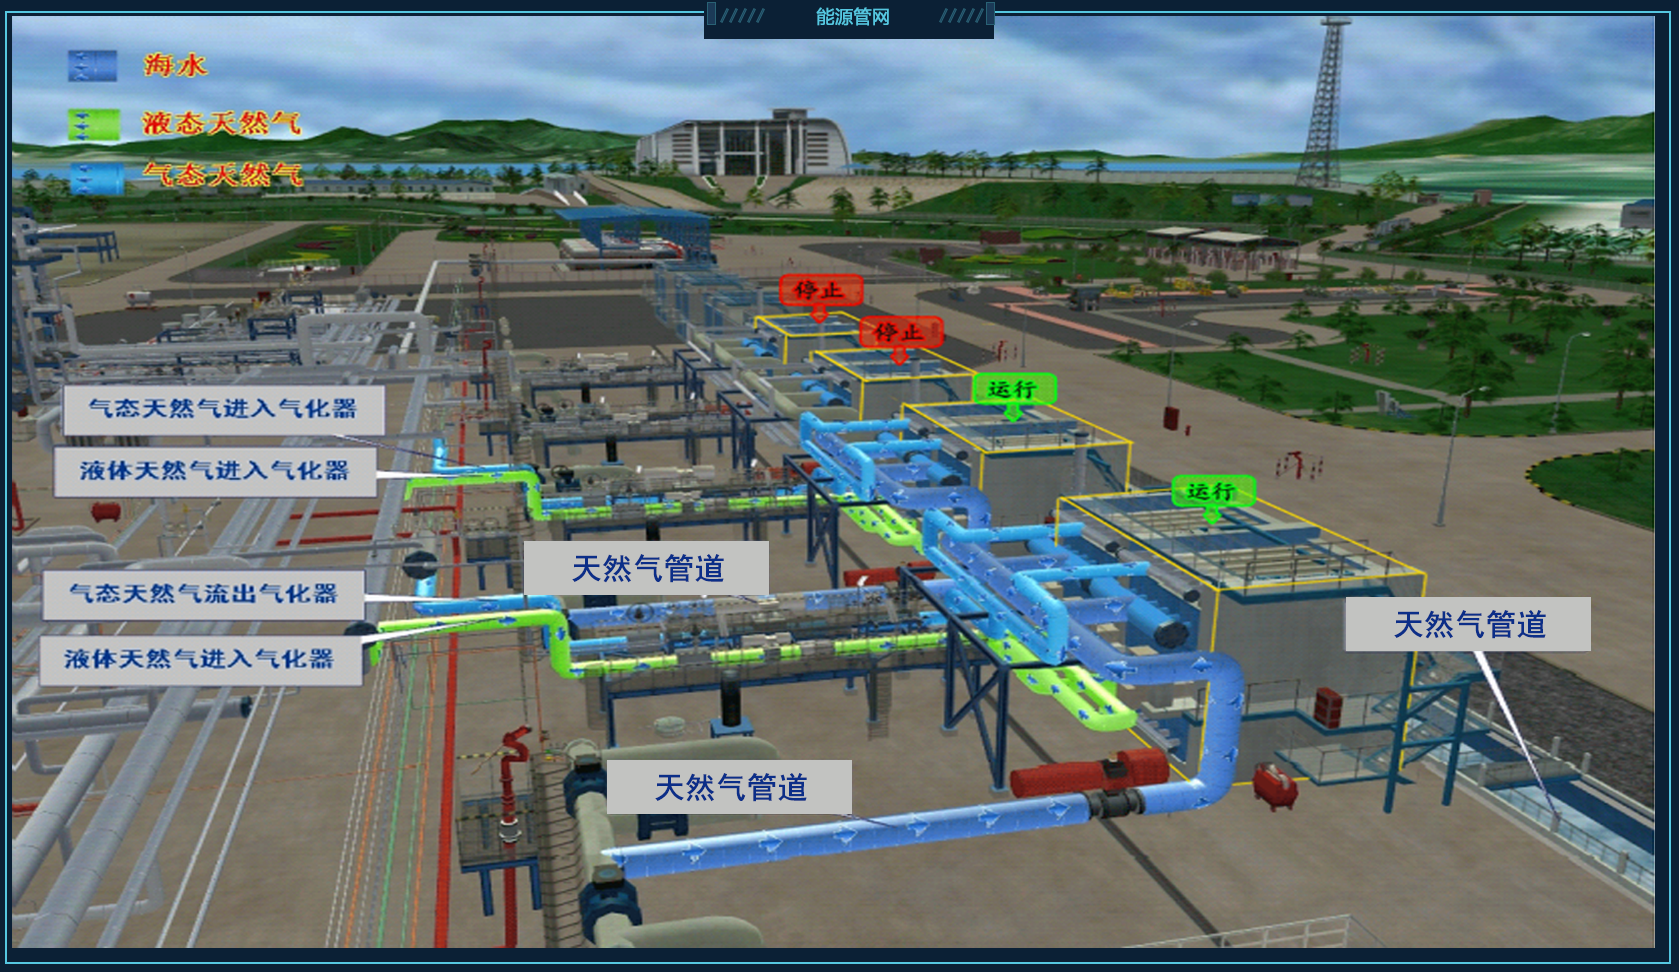 能源管网
海水
液态天然气
气态天然气
停止
停止
运行
运行
气态天然气进入气化器
液体天然气进入气化器
天然气管道
气态天然气流出气化器
液体天然气进入气化器
天然气管道
天然气管道